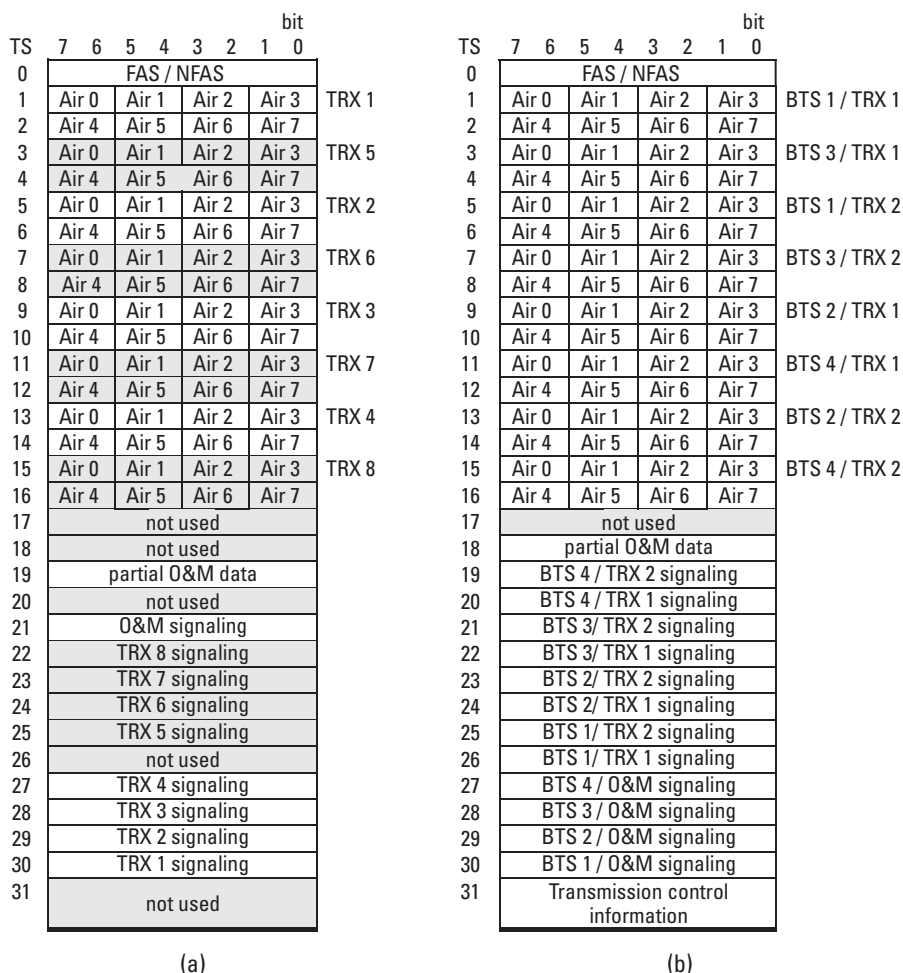 bit
TS 7 6 5 4 3 2 1 0
0 FAS / NFAS
1 Air 0 Air 1 Air 2 Air 3 TRX 1
2 Air 4 Air 5 Air 6 Air 7
3 Air 0 Air 1 Air 2 Air 3 TRX 5
4 Air 4 Air 5 Air 6 Air 7
5 Air 0 Air 1 Air 2 Air 3 TRX 2
6 Air 4 Air 5 Air 6 Air 7
7 Air 0 Air 1 Air 2 Air 3 TRX 6
8 Air 4 Air 5 Air 6 Air 7
9 Air 0 Air 1 Air 2 Air 3 TRX 3
10 Air 4 Air 5 Air 6 Air 7
11 Air 0 Air 1 Air 2 Air 3 TRX 7
12 Air 4 Air 5 Air 6 Air 7
13 Air 0 Air 1 Air 2 Air 3 TRX 4
14 Air 4 Air 5 Air 6 Air 7
15 Air 0 Air 1 Air 2 Air 3 TRX 8
16 Air 4 Air 5 Air 6 Air 7
17 not used
18 not used
19 partial O&M data
20 not used
21 O&M signaling
22 TRX 8 signaling
23 TRX 7 signaling
24 TRX 6 signaling
25 TRX 5 signaling
26 not used
27 TRX 4 signaling
28 TRX 3 signaling
29 TRX 2 signaling
30 TRX 1 signaling
31 not used
(a)
bit
TS 7 6 5 4 3 2 1 0
0 FAS / NFAS
1 Air 0 Air 1 Air 2 Air 3 BTS 1 / TRX 1
2 Air 4 Air 5 Air 6 Air 7
3 Air 0 Air 1 Air 2 Air 3 BTS 3 / TRX 1
4 Air 4 Air 5 Air 6 Air 7
5 Air 0 Air 1 Air 2 Air 3 BTS 1 / TRX 2
6 Air 4 Air 5 Air 6 Air 7
7 Air 0 Air 1 Air 2 Air 3 BTS 3 / TRX 2
8 Air 4 Air 5 Air 6 Air 7
9 Air 0 Air 1 Air 2 Air 3 BTS 2 / TRX 1
10 Air 4 Air 5 Air 6 Air 7
11 Air 0 Air 1 Air 2 Air 3 BTS 4 / TRX 1
12 Air 4 Air 5 Air 6 Air 7
13 Air 0 Air 1 Air 2 Air 3 BTS 2 / TRX 2
14 Air 4 Air 5 Air 6 Air 7
15 Air 0 Air 1 Air 2 Air 3 BTS 4 / TRX 2
16 Air 4 Air 5 Air 6 Air 7
17 not used
18 partial O&M data
19 BTS 4 / TRX 2 signaling
20 BTS 4 / TRX 1 signaling
21 BTS 3/ TRX 2 signaling
22 BTS 3/ TRX 1 signaling
23 BTS 2/ TRX 2 signaling
24 BTS 2/ TRX 1 signaling
25 BTS 1/ TRX 2 signaling
26 BTS 1/ TRX 1 signaling
27 BTS 4 / O&M signaling
28 BTS 3 / O&M signaling
29 BTS 2 / O&M signaling
30 BTS 1 / O&M signaling
31 Transmission control
information
(b)